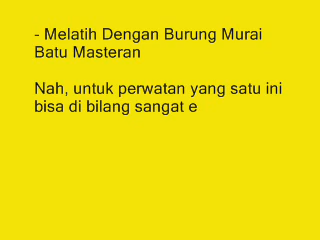 - Melatih Dengan Burung Murai
Batu Masteran
Nah, untuk perwatan yang satu ini
bisa di bilang sangat e